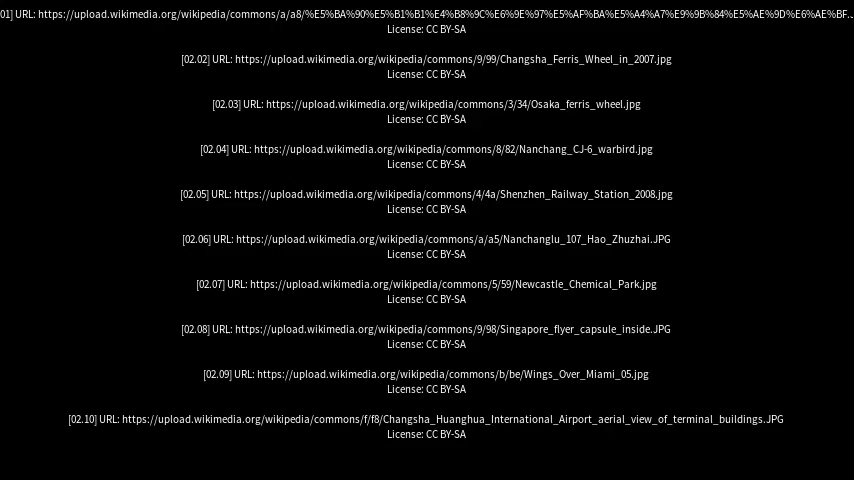 01] URL: https://upload.wikimedia.org/wikipedia/commons/a/a8/%E5%BA%90%E5%B1%B1%E4%B8%9C%E6%9E%97%E5%AF%BA%E5%A4%A7%E9%9B%84%E5%AE%9D%E6%AE%BF...
License: CC BY-SA
[02.02] URL: https://upload.wikimedia.org/wikipedia/commons/9/99/Changsha_Ferris_Wheel_in_2007.jpg
License: CC BY-SA
[02.03] URL: https://upload.wikimedia.org/wikipedia/commons/3/34/Osaka_ferris_wheel.jpg
License: CC BY-SA
[02.04] URL: https://upload.wikimedia.org/wikipedia/commons/8/82/Nanchang_CJ-6_warbird.jpg
License: CC BY-SA
[02.05] URL: https://upload.wikimedia.org/wikipedia/commons/4/4a/Shenzhen_Railway_Station_2008.jpg
License: CC BY-SA
[02.06] URL: https://upload.wikimedia.org/wikipedia/commons/a/a5/Nanchanglu_107_Hao_Zhuzhai.JPG
License: CC BY-SA
[02.07] URL: https://upload.wikimedia.org/wikipedia/commons/5/59/Newcastle_Chemical_Park.jpg
License: CC BY-SA
[02.08] URL: https://upload.wikimedia.org/wikipedia/commons/9/98/Singapore_flyer_capsule_inside.JPG
License: CC BY-SA
[02.09] URL: https://upload.wikimedia.org/wikipedia/commons/b/be/Wings_Over_Miami_05.jpg
License: CC BY-SA
[02.10] URL: https://upload.wikimedia.org/wikipedia/commons/f/f8/Changsha_Huanghua_International_Airport_aerial_view_of_terminal_buildings.JPG
License: CC BY-SA